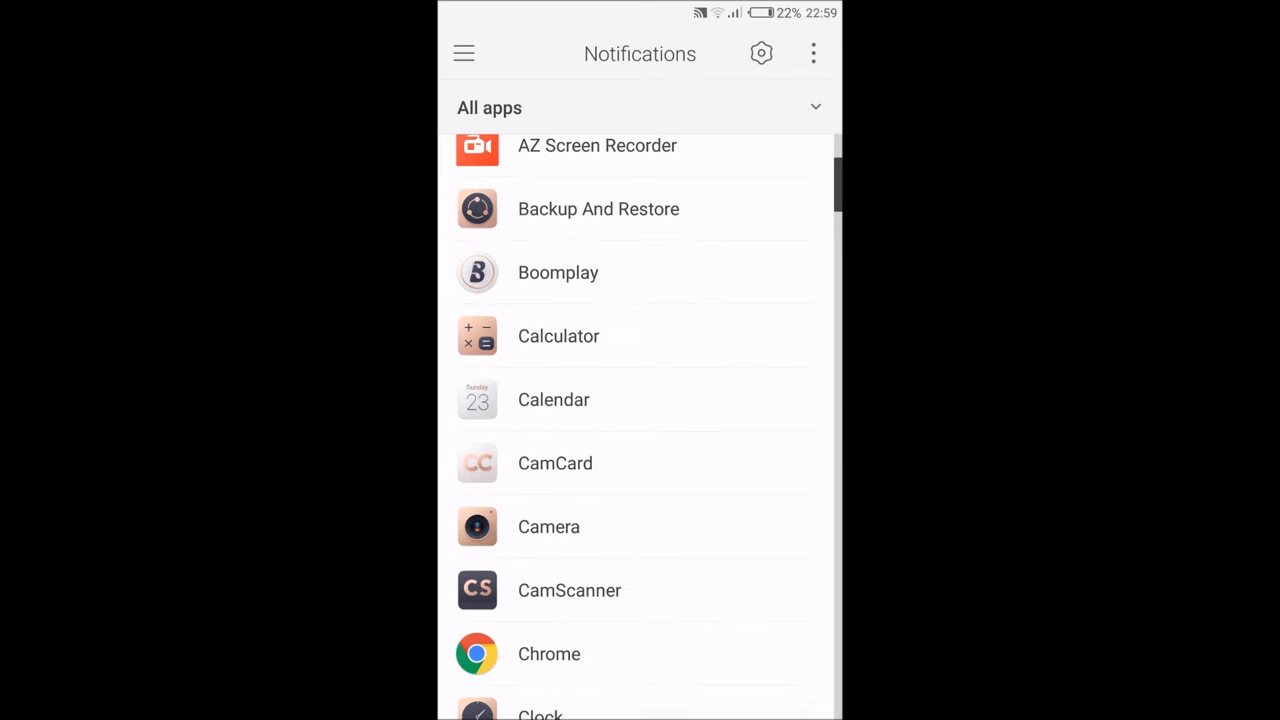 22% 22:59
Notifications
All apps
AZ Screen Recorder
Backup And Restore
B Boomplay
Calculator
Sunday
23 Calendar
CC CamCard
Camera
CS CamScanner
Chrome
Clock